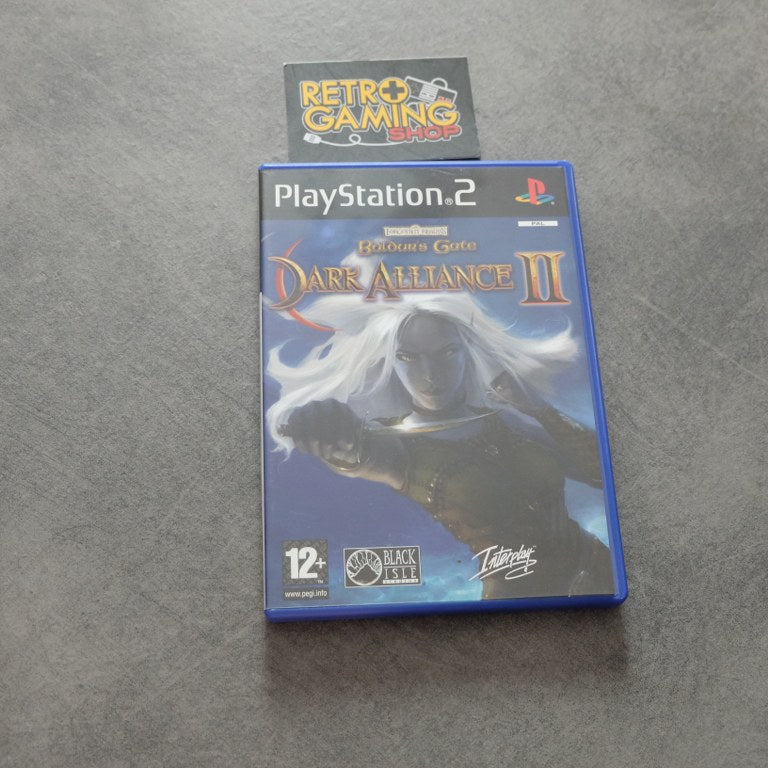 RETRO
GAMING
SHOP
PlayStation®2
PAL
FORGOTTEN REALMS
Baldur's Gate
DARK ALLIANCE II
12+
www.pegi.info
BLACK
ISLE
STUDIOS
Interplay